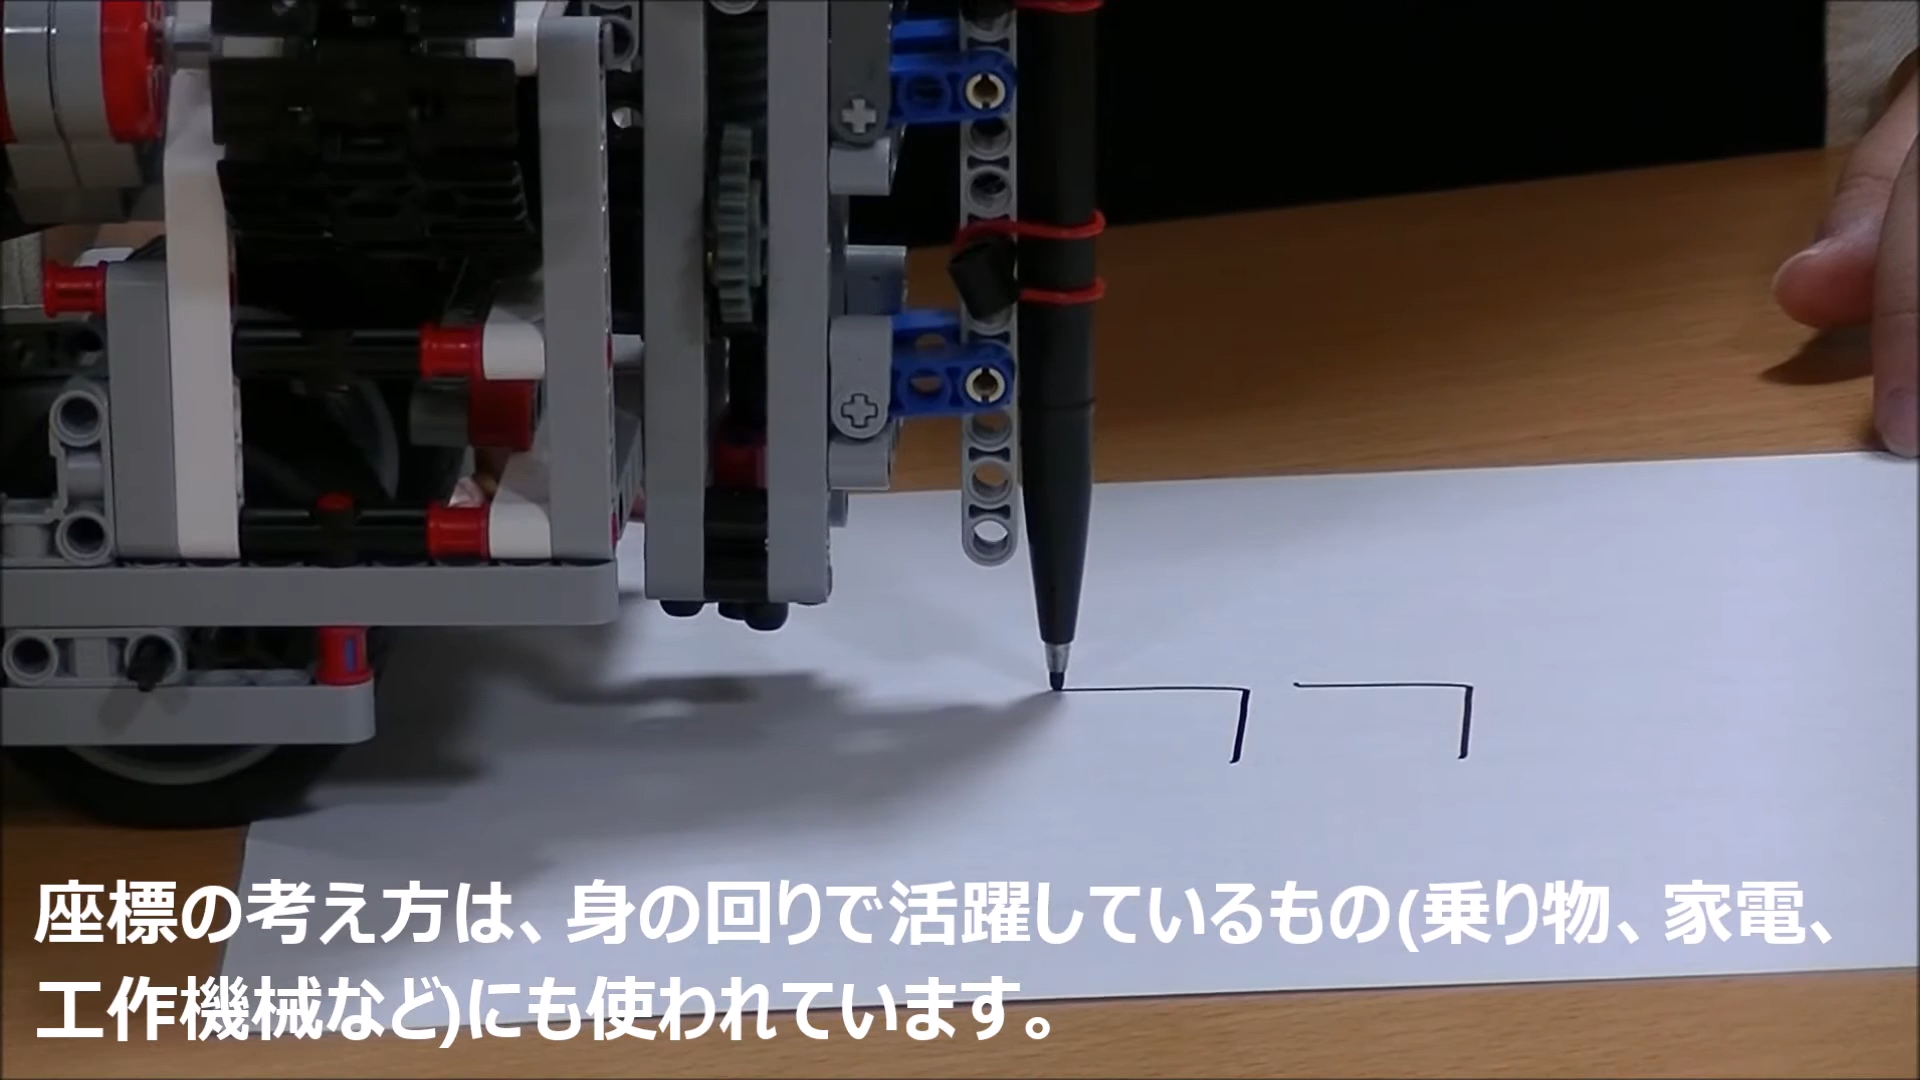 座標の考え方は、身の回りで活躍しているもの(乗り物、家電、
工作機械など)にも使われています。